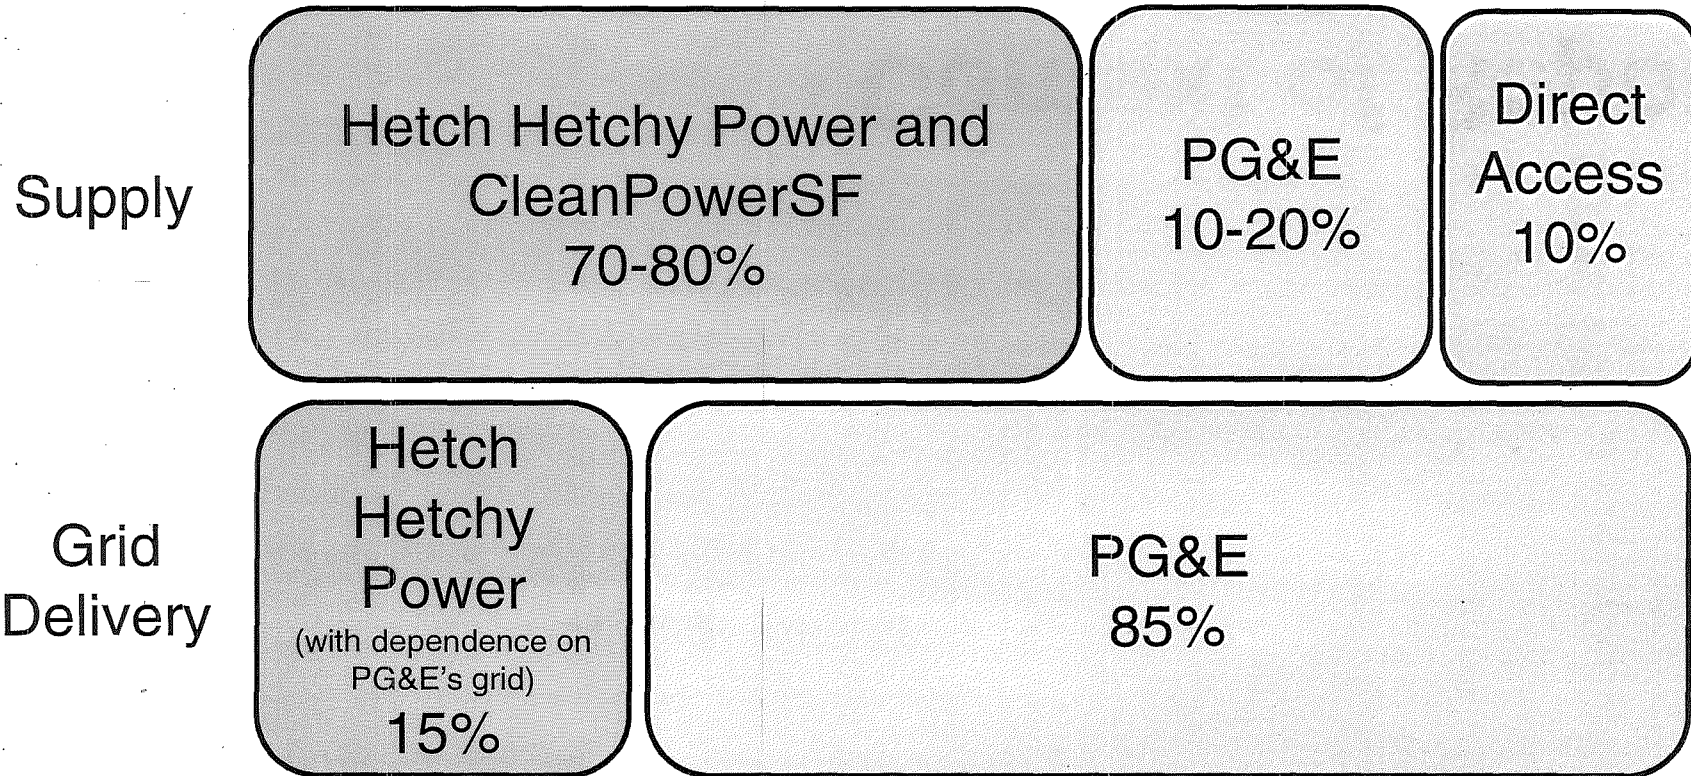 Supply
Hetch Hetchy Power and
CleanPowerSF
70-80%
PG&E
10-20%
Direct
Access
10%
Grid
Delivery
Hetch
Hetchy
Power
(with dependence on
PG&E's grid)
15%
PG&E
85%